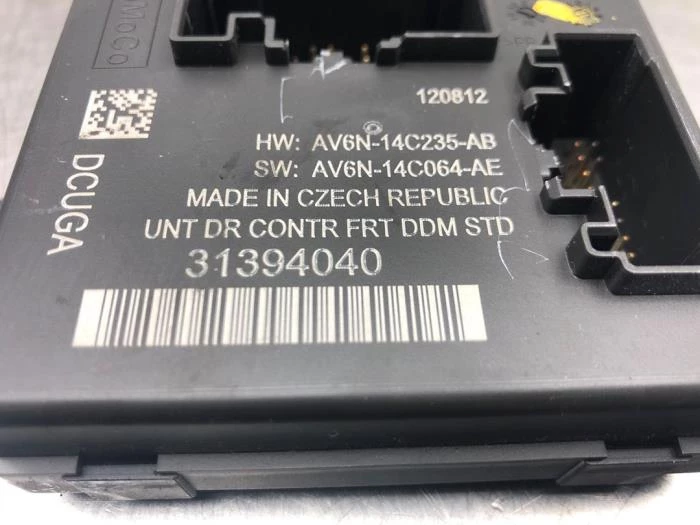 MoCo
120812
HW: AV6N-14C235-AB
SW: AV6N-14C064-AE
MADE IN CZECH REPUBLIC
UNT DR CONTR FRT DDM STD
31394040
DCUGA